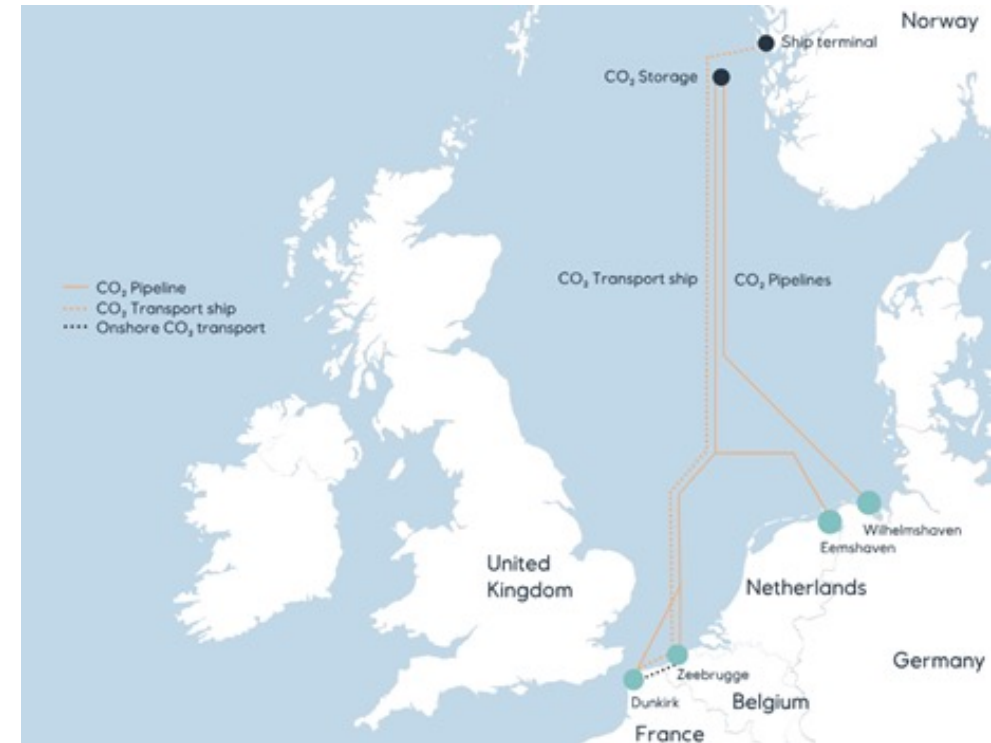 Norway
Ship terminal
CO₂ Storage
CO₂ Transport ship
CO₂ Pipelines
CO₂ Pipeline
CO₂ Transport ship
Onshore CO₂ transport
Wilhelmshaven
Eemshaven
United
Kingdom
Netherlands
Germany
Zeebrugge
Dunkirk
Belgium
France